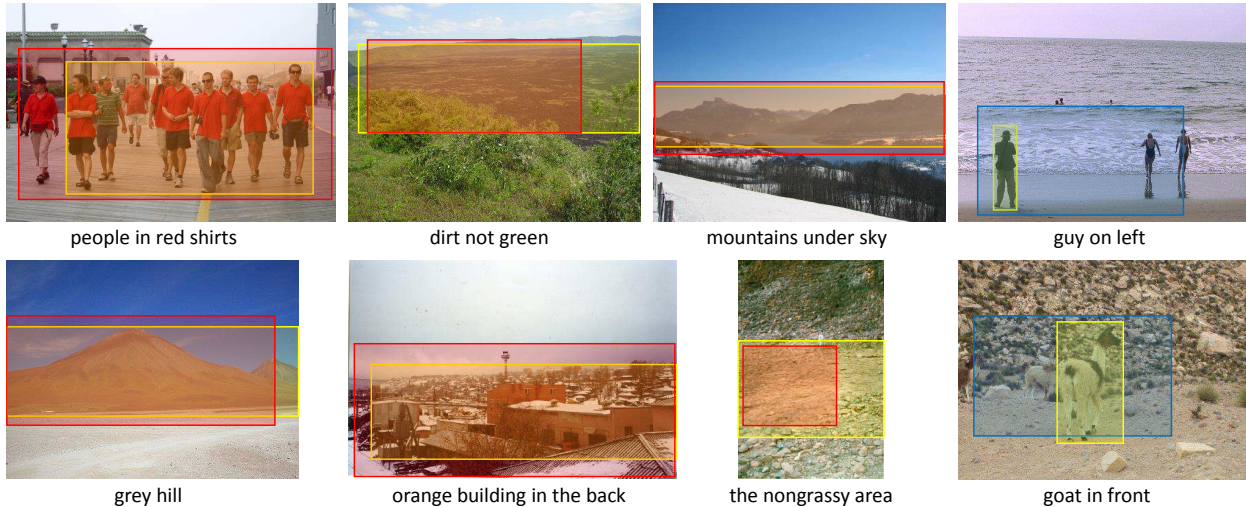 people in red shirts
dirt not green
mountains under sky
guy on left
grey hill
orange building in the back
the nongrassy area
goat in front